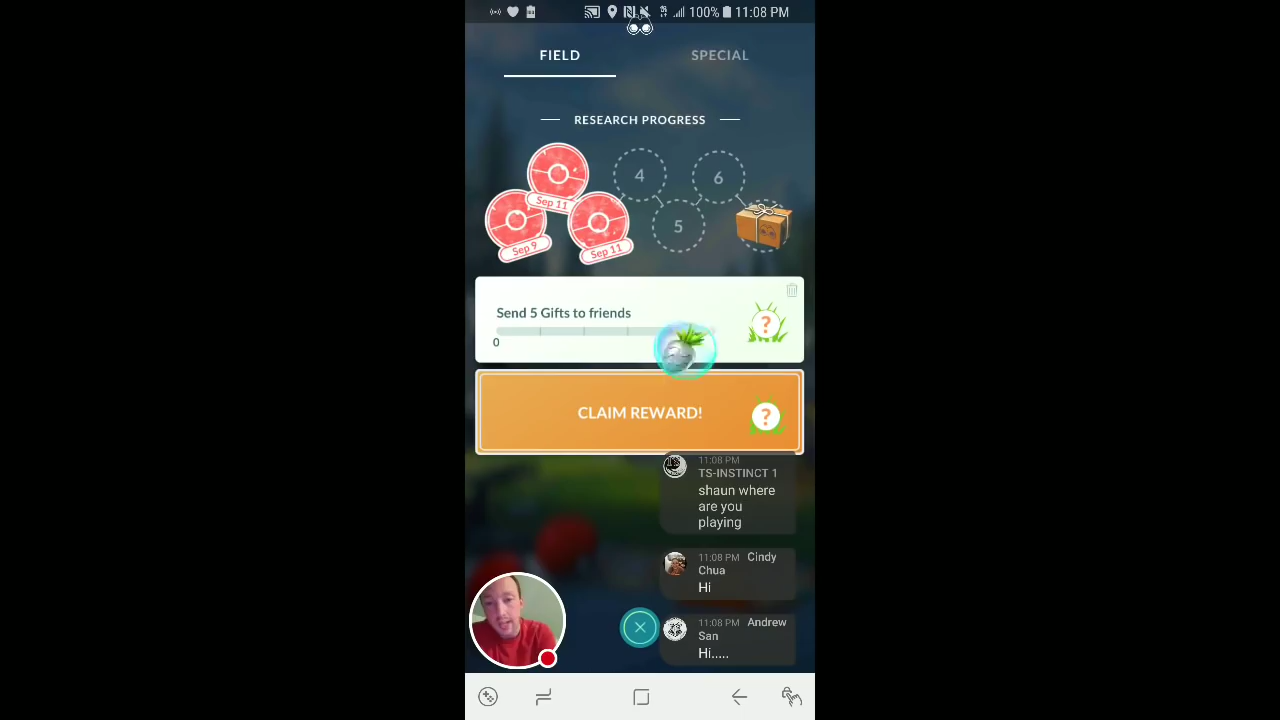 100% 11:08 PM
FIELD
SPECIAL
RESEARCH PROGRESS
4
6
Sep 11
5
Sep 9
Sep 11
Send 5 Gifts to friends
?
0
CLAIM REWARD!
?
11:08 PM
TS-INSTINCT 1
shaun where
are you
playing
11:08 PM Cindy
Chua
Hi
11:08 PM Andrew
San
Hi.....